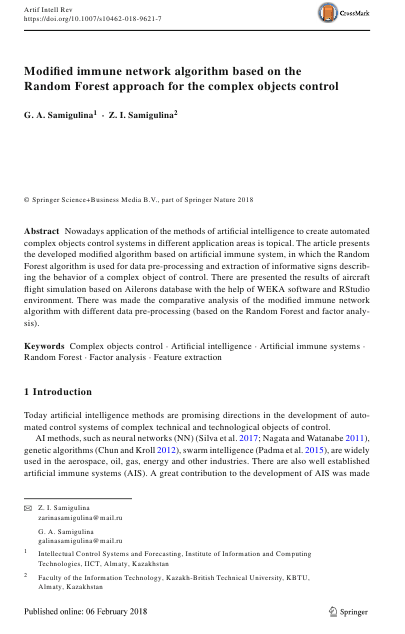 Artif Intell Rev
https://doi.org/10.1007/s10462-018-9621-7
CrossMark
Modified immune network algorithm based on the
Random Forest approach for the complex objects control
G. A. Samigulina1 · Z. I. Samigulina2
© Springer Science+Business Media B.V., part of Springer Nature 2018
Abstract Nowadays application of the methods of artificial intelligence to create automated
complex objects control systems in different application areas is topical. The article presents
the developed modified algorithm based on artificial immune system, in which the Random
Forest algorithm is used for data pre-processing and extraction of informative signs describ-
ing the behavior of a complex object of control. There are presented the results of aircraft
flight simulation based on Ailerons database with the help of WEKA software and RStudio
environment. There was made the comparative analysis of the modified immune network
algorithm with different data pre-processing (based on the Random Forest and factor analy-
sis).
Keywords Complex objects control · Artificial intelligence · Artificial immune systems ·
Random Forest · Factor analysis · Feature extraction
1 Introduction
Today artificial intelligence methods are promising directions in the development of auto-
mated control systems of complex technical and technological objects of control.
AI methods, such as neural networks (NN) (Silva et al. 2017; Nagata and Watanabe 2011),
genetic algorithms (Chun and Kroll 2012), swarm intelligence (Padma et al. 2015), are widely
used in the aerospace, oil, gas, energy and other industries. There are also well established
artificial immune systems (AIS). A great contribution to the development of AIS was made
Z. I. Samigulina
zarinasamigulina@mail.ru
G. A. Samigulina
galinasamigulina@mail.ru
1 Intellectual Control Systems and Forecasting, Institute of Information and Computing
Technologies, IICT, Almaty, Kazakhstan
2 Faculty of the Information Technology, Kazakh-British Technical University, KBTU,
Almaty, Kazakhstan
Published online: 06 February 2018
Springer